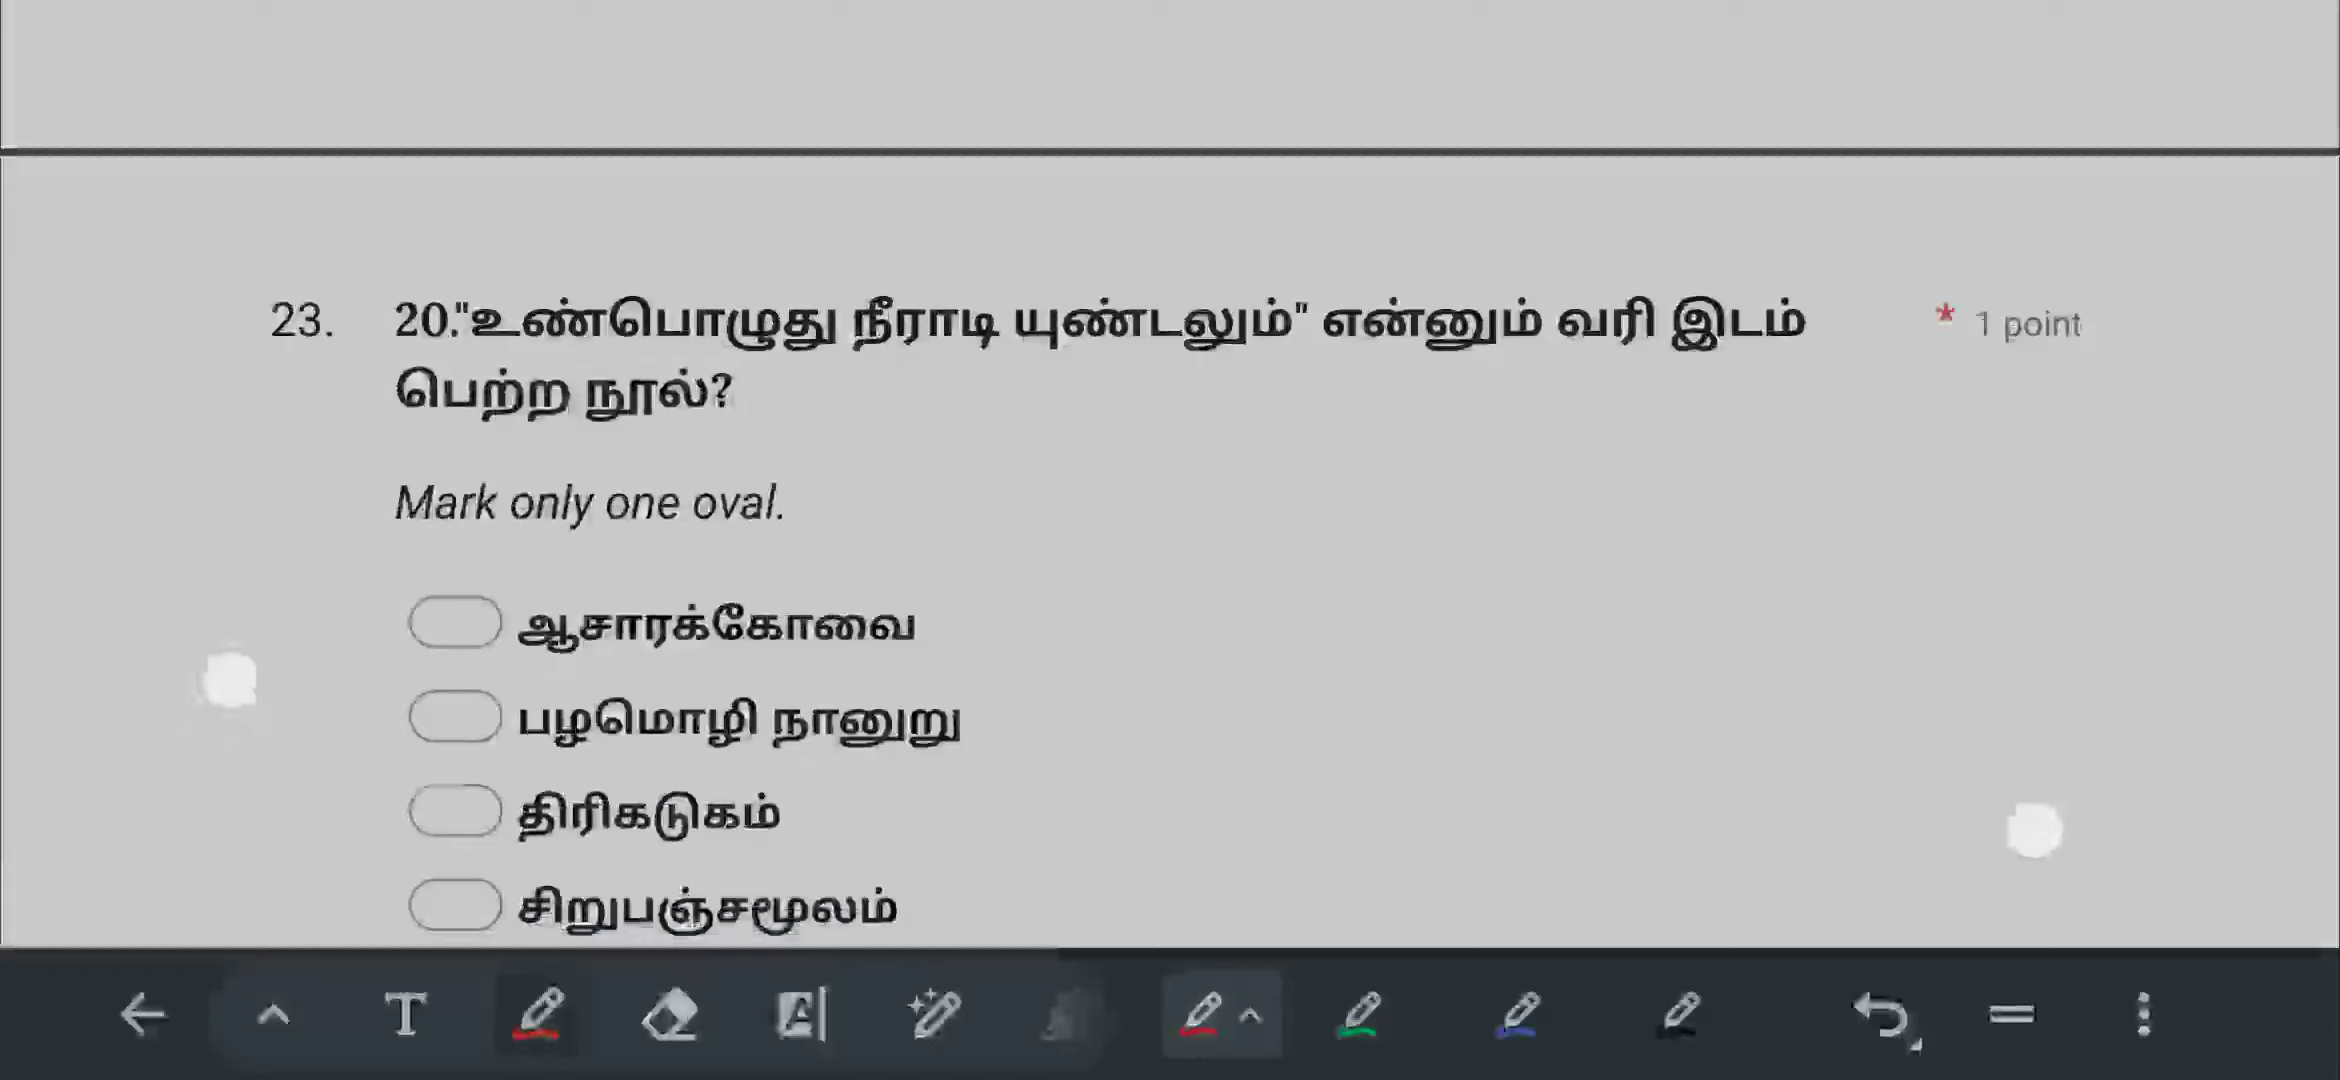 23. 20."உண்பொழுது நீராடி யுண்டலும்" என்னும் வரி இடம் * 1 point
பெற்ற நூல்?
Mark only one oval.
ஆசாரக்கோவை
பழமொழி நானுறு
திரிகடுகம்
சிறுபஞ்சமூலம்
T
A